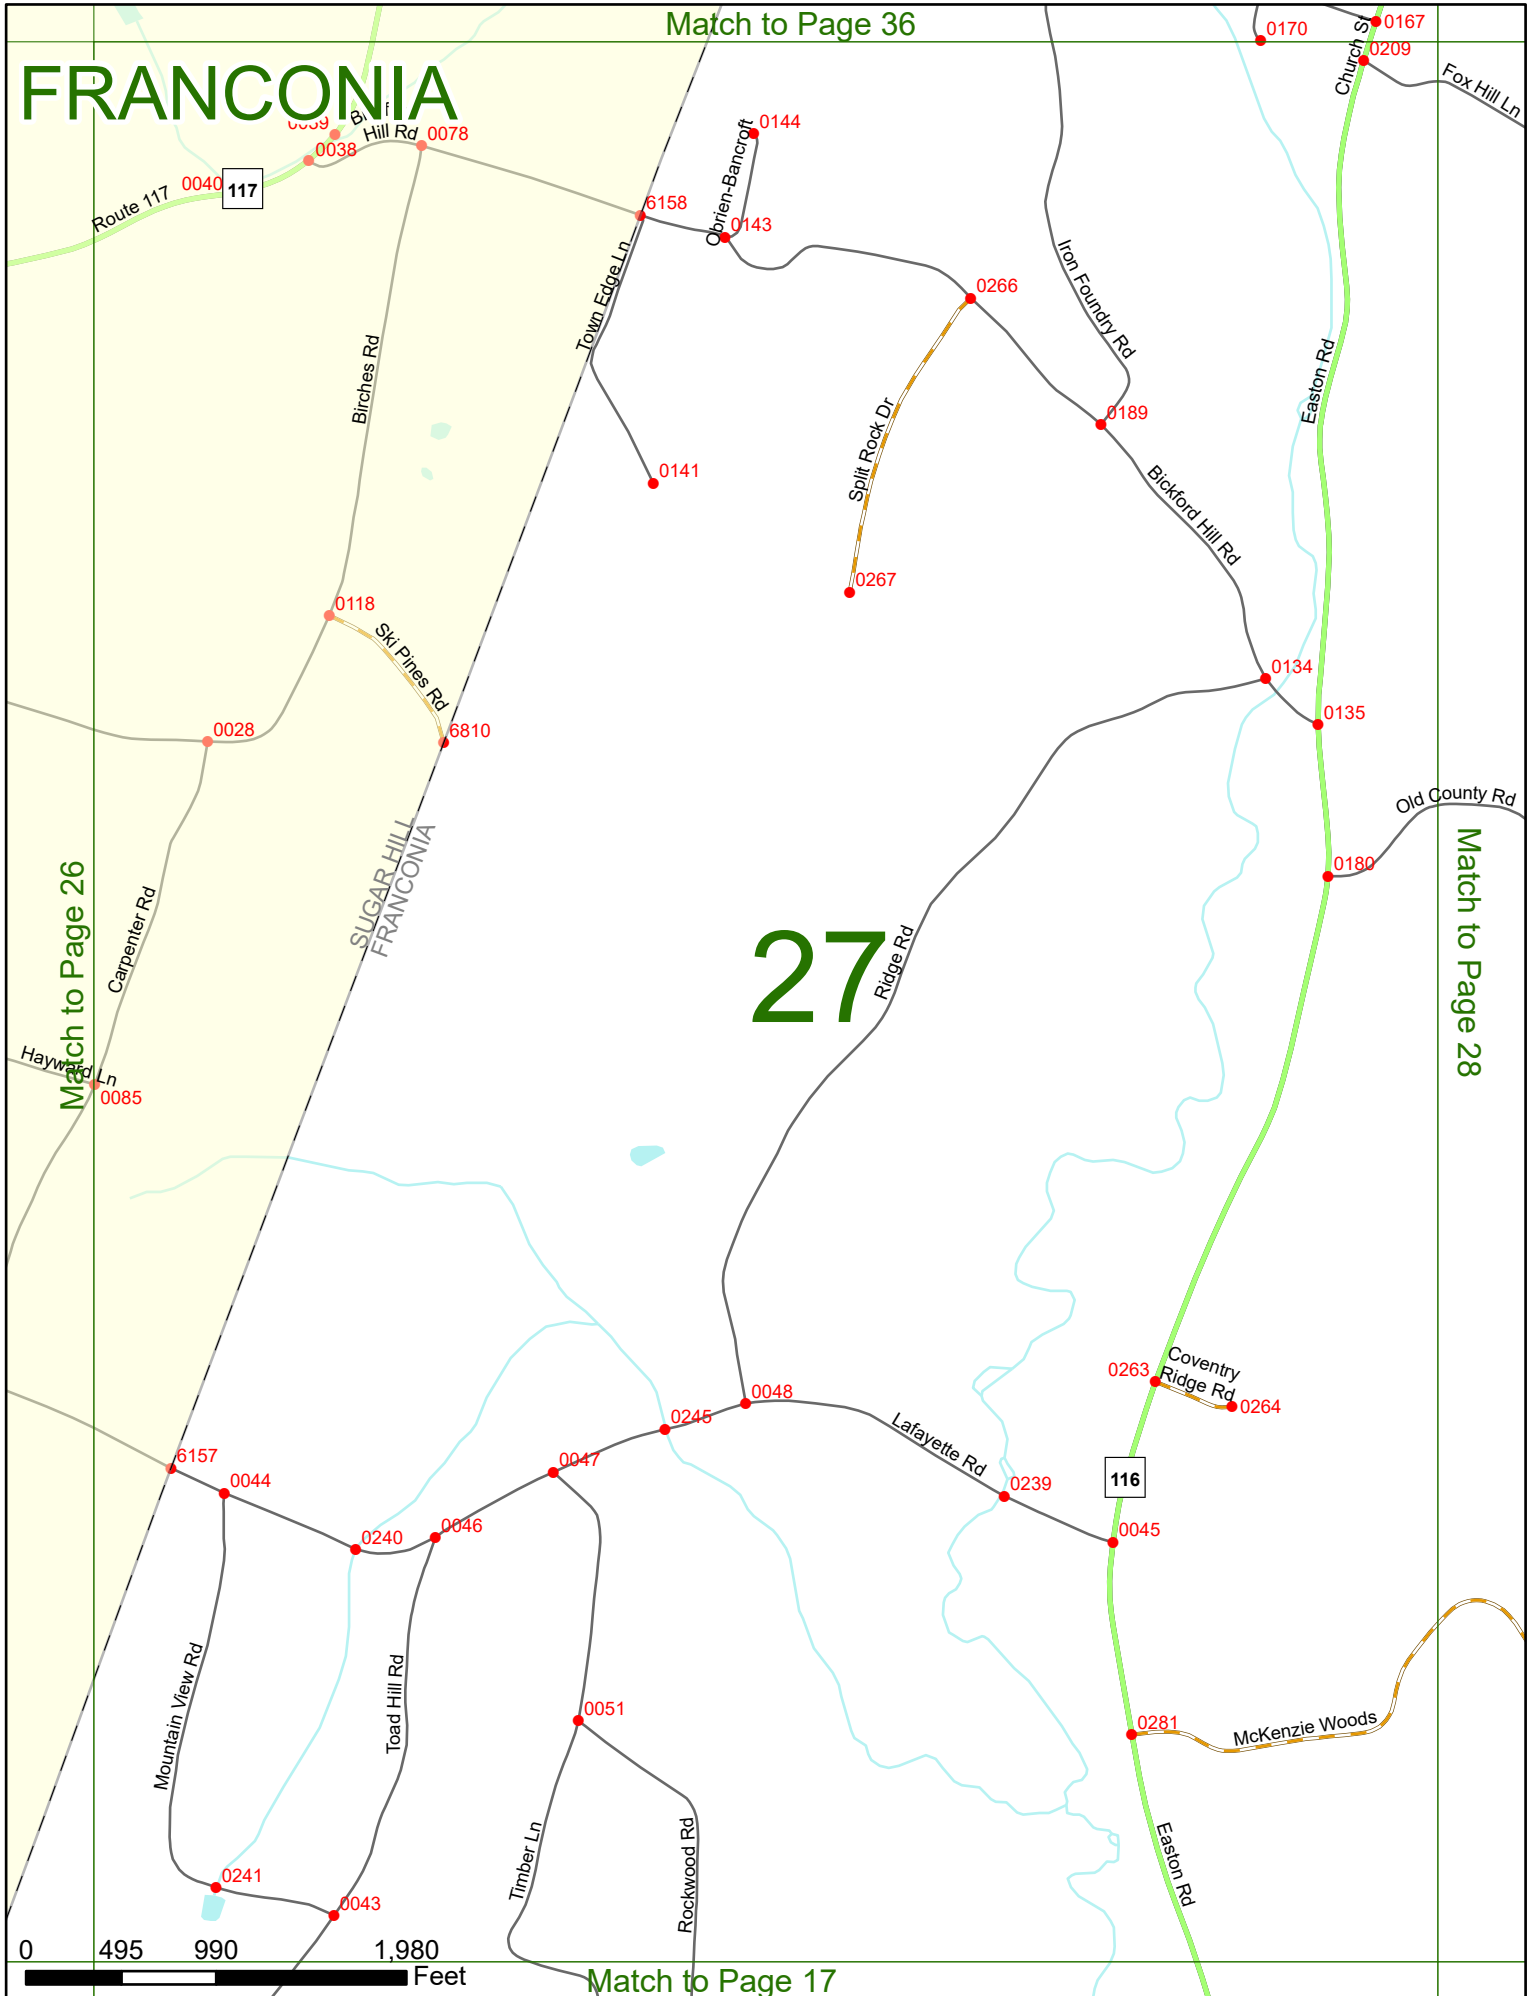 Match to Page 36
0170
0167
Church St
0209
Fox Hill Ln
FRANCONIA
0039
Hill Rd
0078
0038
0144
Obrien-Bancroft
0040
117
Route 117
6158
0143
Town Edge Ln
Iron Foundry Rd
0266
Birches Rd
Easton Rd
Split Rock Dr
0189
0141
Bickford Hill Rd
0267
0118
Ski Pines Rd
0134
0135
0028
6810
Old County Rd
SUGAR HILL
FRANCONIA
Match to Page 26
Match to Page 28
0180
Carpenter Rd
27
Ridge Rd
Hayward Ln
0085
0263
Coventry
Ridge Rd
0264
0048
0245
Lafayette Rd
6157
0047
0044
116
0239
0240
0046
0045
Mountain View Rd
Toad Hill Rd
0051
0281
McKenzie Woods
Timber Ln
Rockwood Rd
Easton Rd
0241
0043
0 495 990 1,980
Feet
Match to Page 17